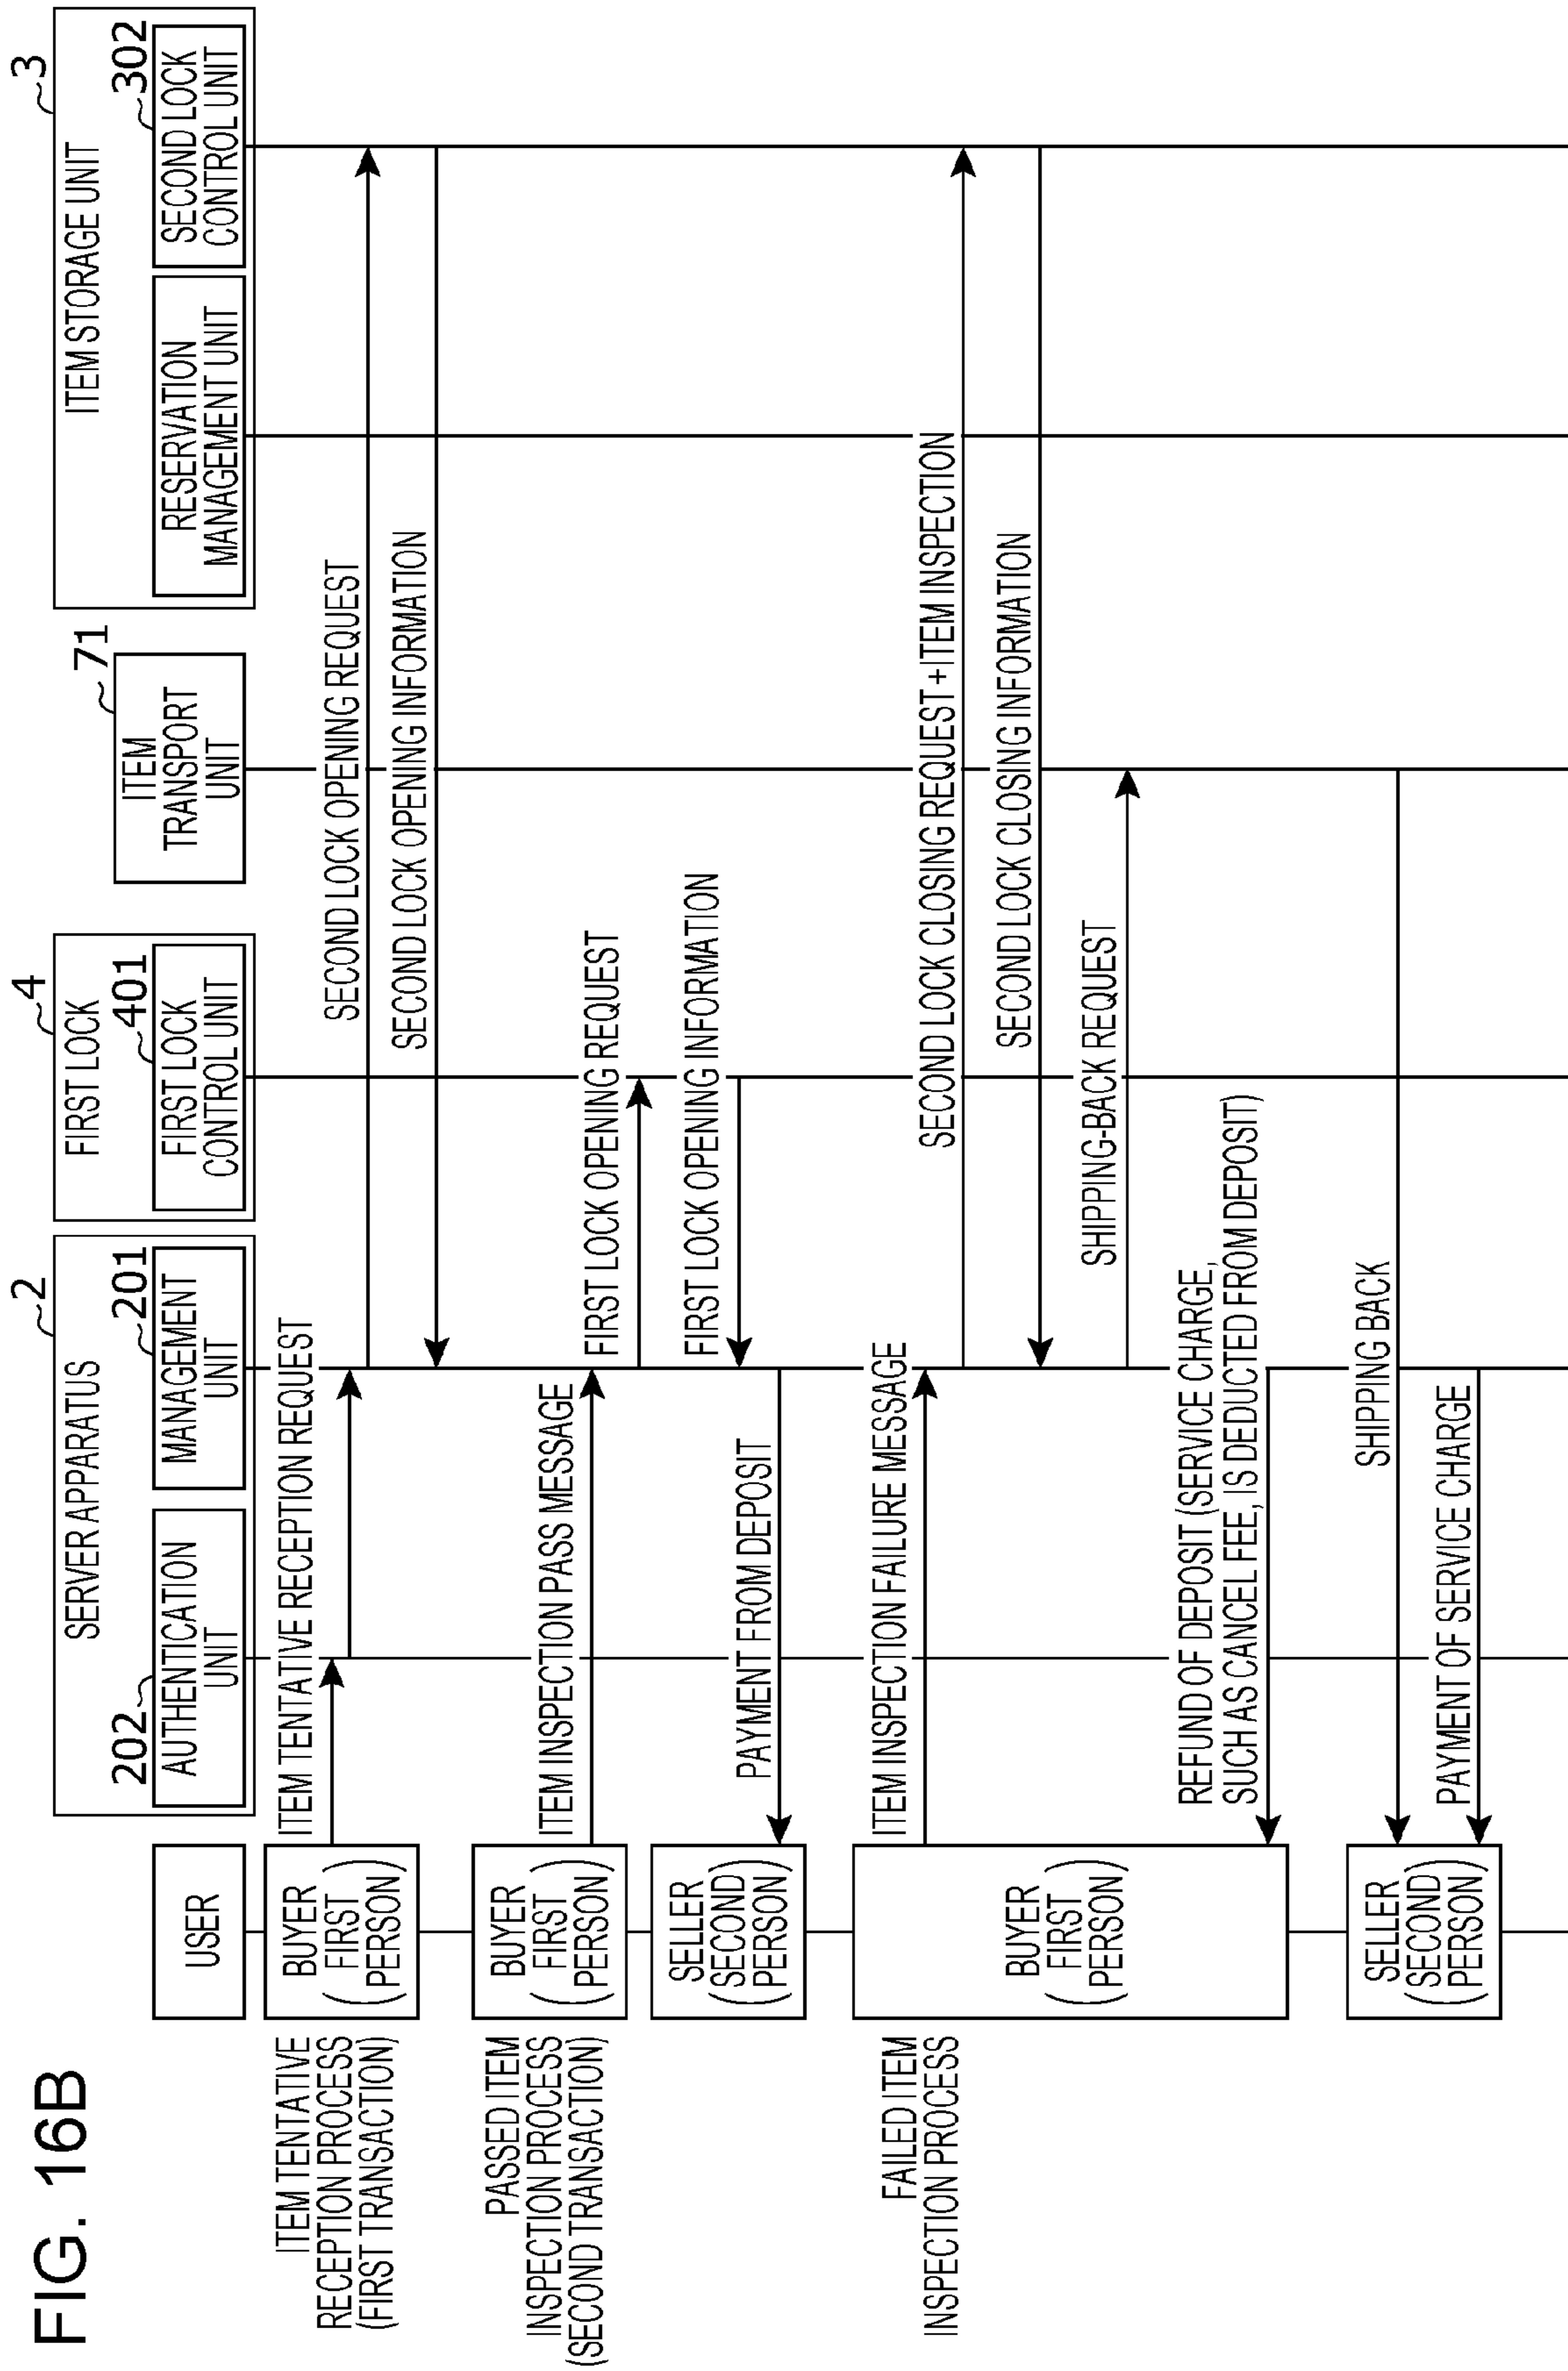 FIG. 16B
2
3
4
SERVER APPARATUS
FIRST LOCK
ITEM STORAGE UNIT
202
201
401
71
302
USER
AUTHENTICATION
UNIT
MANAGEMENT
UNIT
FIRST LOCK
CONTROL UNIT
ITEM
TRANSPORT
UNIT
RESERVATION
MANAGEMENT UNIT
SECOND LOCK
CONTROL UNIT
ITEM TENTATIVE
RECEPTION PROCESS
(FIRST TRANSACTION)
BUYER
(FIRST
PERSON)
ITEM TENTATIVE RECEPTION REQUEST
SECOND LOCK OPENING REQUEST
SECOND LOCK OPENING INFORMATION
PASSED ITEM
INSPECTION PROCESS
(SECOND TRANSACTION)
BUYER
(FIRST
PERSON)
ITEM INSPECTION PASS MESSAGE
FIRST LOCK OPENING REQUEST
FIRST LOCK OPENING INFORMATION
SELLER
(SECOND
PERSON)
PAYMENT FROM DEPOSIT
FAILED ITEM
INSPECTION PROCESS
BUYER
(FIRST
PERSON)
ITEM INSPECTION FAILURE MESSAGE
SECOND LOCK CLOSING REQUEST+ITEM INSPECTION
SECOND LOCK CLOSING INFORMATION
SHIPPING-BACK REQUEST
REFUND OF DEPOSIT (SERVICE CHARGE,
SUCH AS CANCEL FEE, IS DEDUCTED FROM DEPOSIT)
SELLER
(SECOND
PERSON)
SHIPPING BACK
PAYMENT OF SERVICE CHARGE